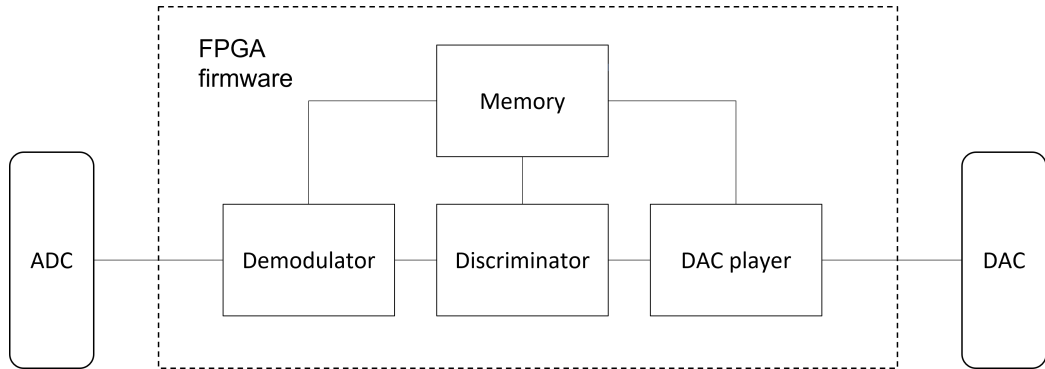 FPGA
firmware
Memory
ADC
Demodulator
Discriminator
DAC player
DAC